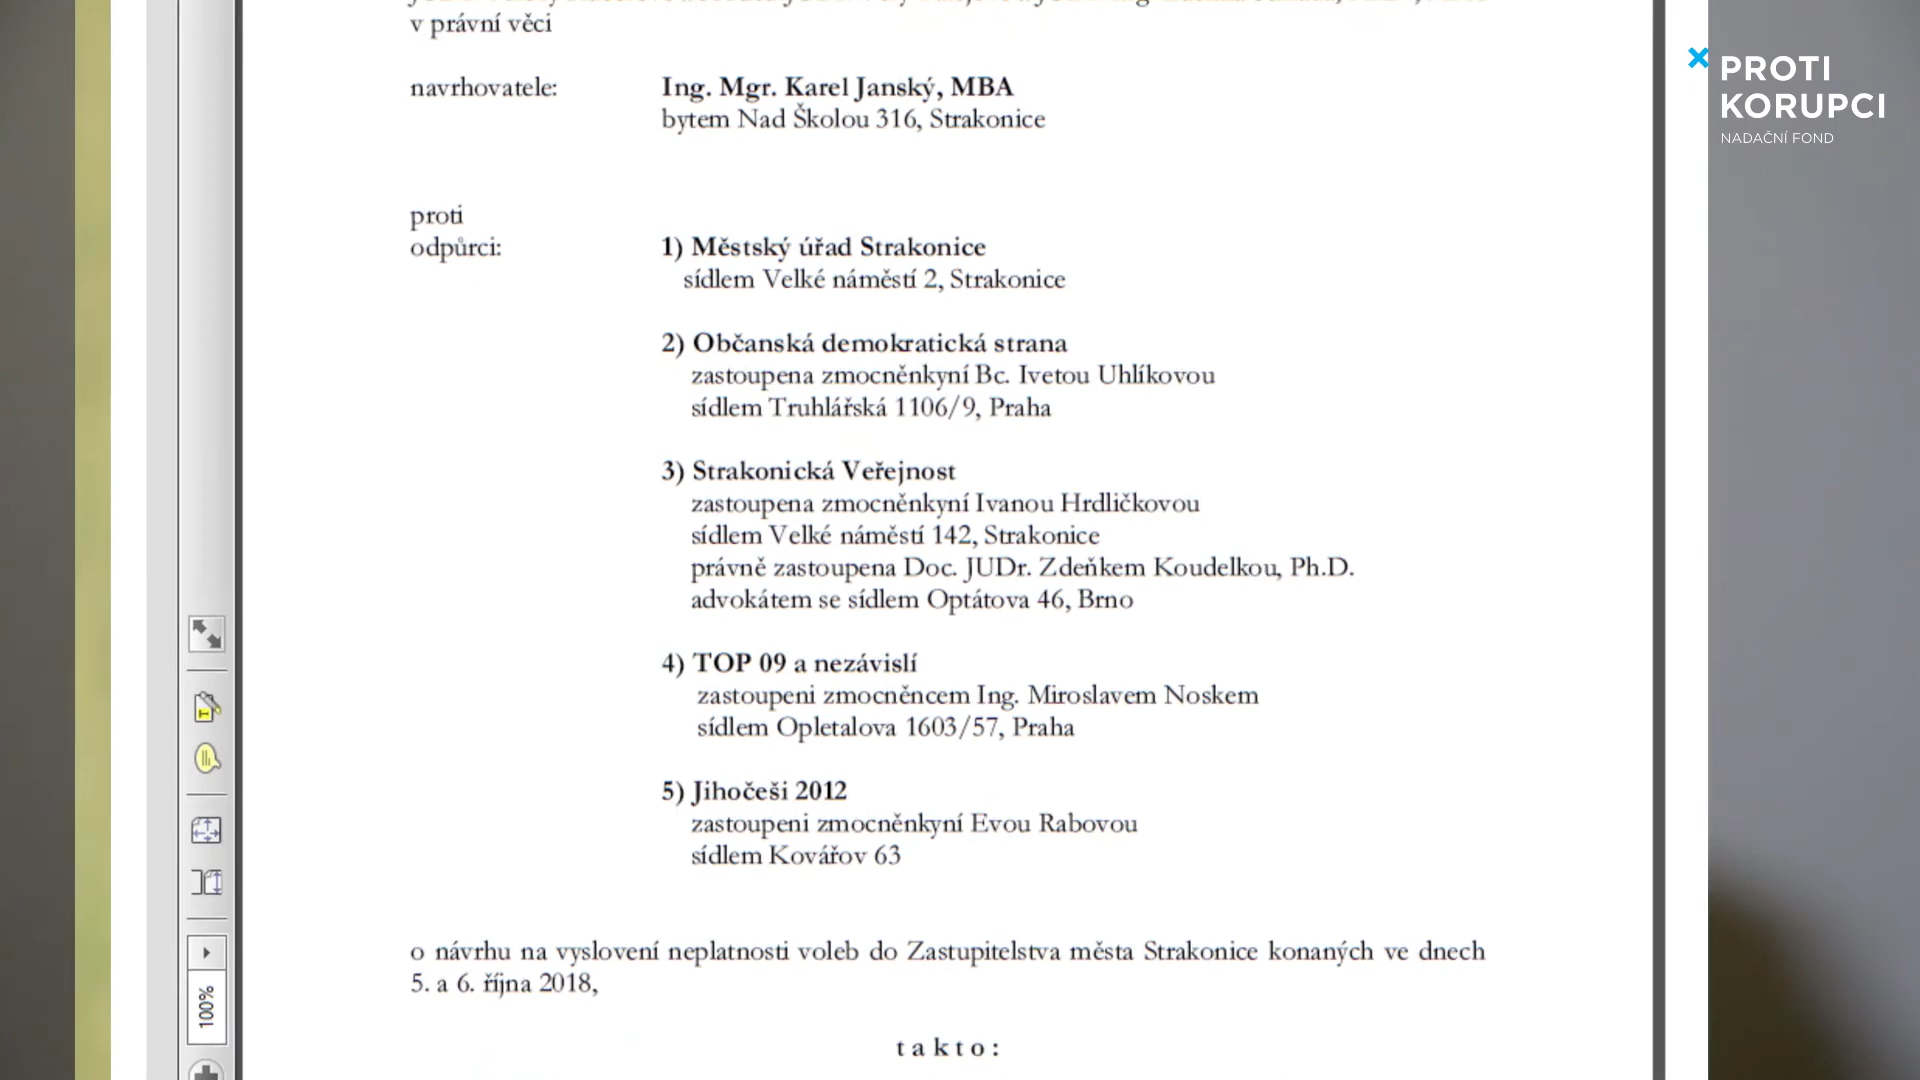 v právní věci
navrhovatele: Ing. Mgr. Karel Janský, MBA
bytem Nad Školou 316, Strakonice
proti
odpůrci: 1) Městský úřad Strakonice
sídlem Velké náměstí 2, Strakonice
2) Občanská demokratická strana
zastoupena zmocněnkyní Bc. Ivetou Uhlíkovou
sídlem Truhlářská 1106/9, Praha
3) Strakonická Veřejnost
zastoupena zmocněnkyní Ivanou Hrdličkovou
sídlem Velké náměstí 142, Strakonice
právně zastoupena Doc. JUDr. Zdeňkem Koudelkou, Ph.D.
advokátem se sídlem Optátova 46, Brno
4) TOP 09 a nezávislí
zastoupeni zmocněncem Ing. Miroslavem Noskem
sídlem Opletalova 1603/57, Praha
5) Jihočeši 2012
zastoupeni zmocněnkyní Evou Rabovou
sídlem Kovářov 63
o návrhu na vyslovení neplatnosti voleb do Zastupitelstva města Strakonice konaných ve dnech
5. a 6. října 2018,
takto:
100%
PROTI
KORUPCI
NADAČNÍ FOND